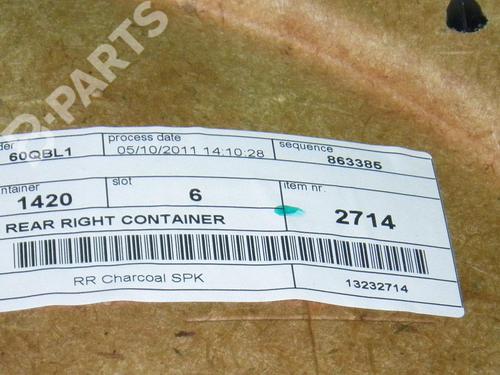 process date
sequence
60QBL1
05/10/2011 14:10:28
863385
slot
item nr.
1420
6
2714
REAR RIGHT CONTAINER
RR Charcoal SPK
13232714
B-PARTS